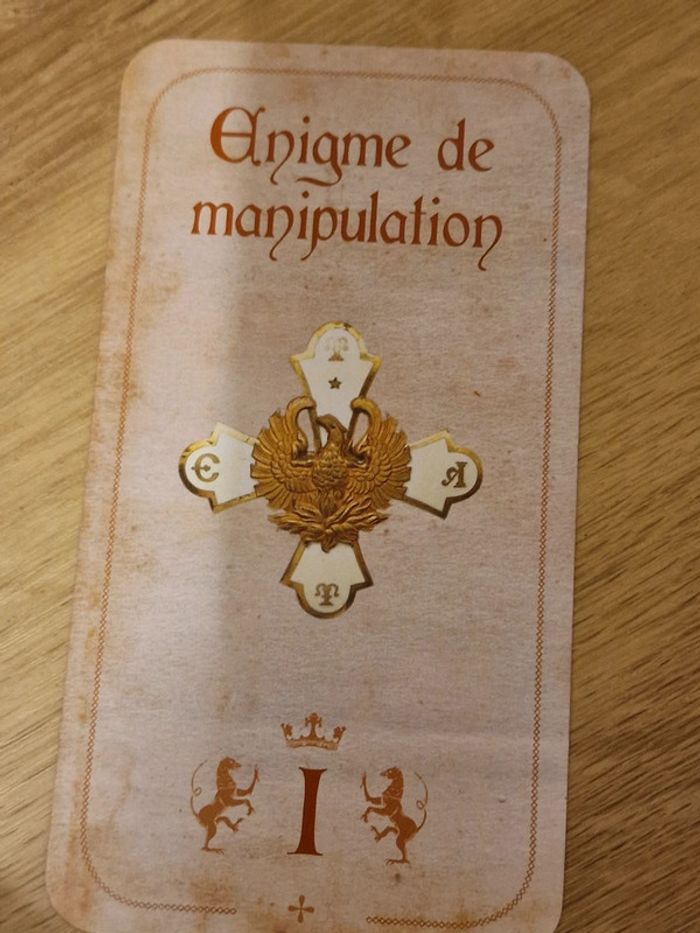 Enigme de
manipulation
T
E A
T
I